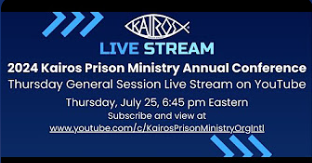 KAIROS
LIVE STREAM
2024 Kairos Prison Ministry Annual Conference
Thursday General Session Live Stream on YouTube
Thursday, July 25, 6:45 pm Eastern
Subscribe and view at
www.youtube.com/c/KairosPrisonMinistryOrgIntl